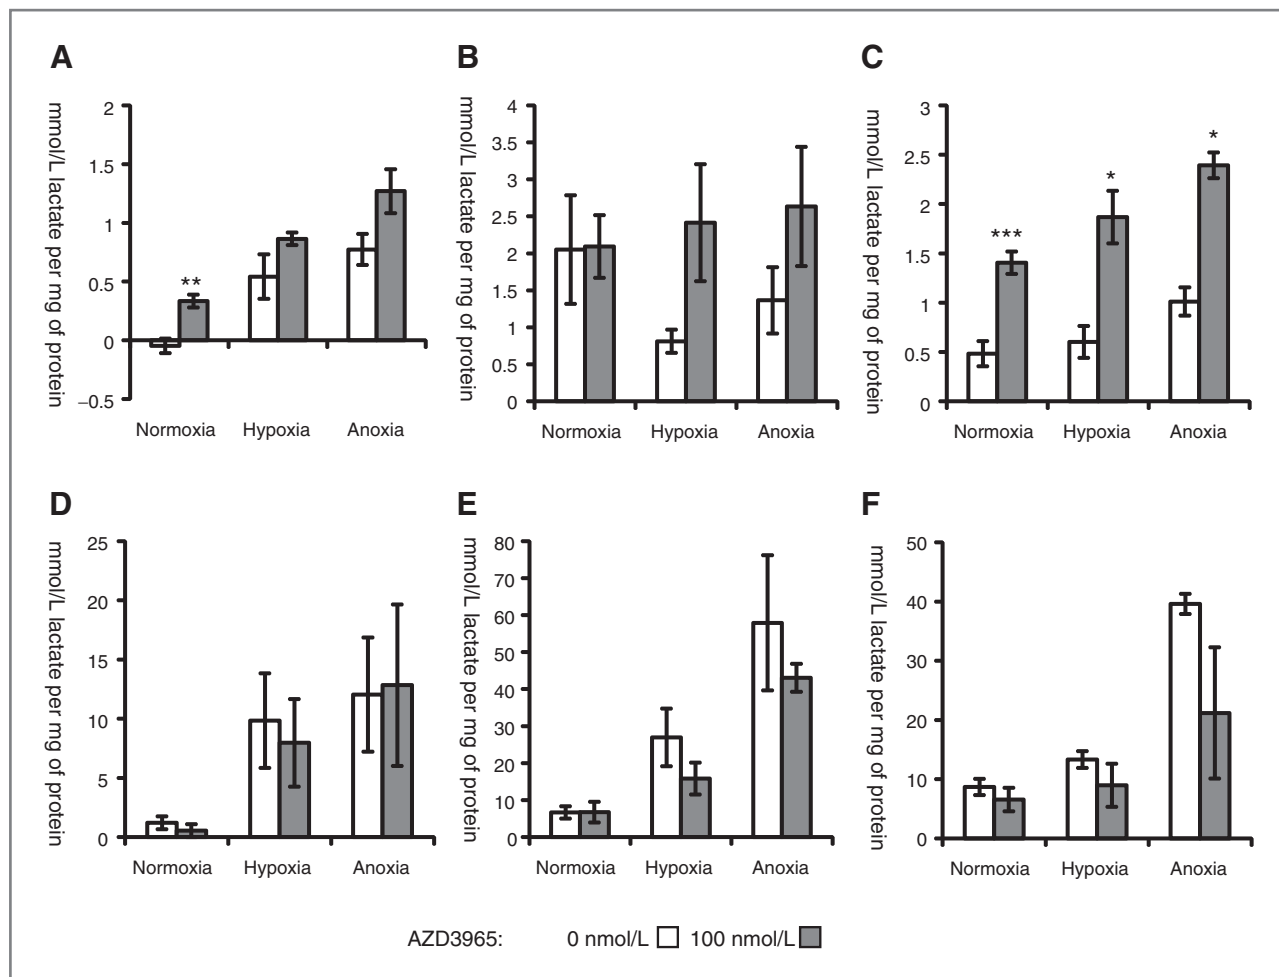 A
mmol/L lactate per mg of protein
2
1.5
1
0.5
0
–0.5
**
Normoxia Hypoxia Anoxia
B
mmol/L lactate per mg of protein
4
3.5
3
2.5
2
1.5
1
0.5
0
Normoxia Hypoxia Anoxia
C
mmol/L lactate per mg of protein
3
2.5
2
1.5
1
0.5
0
***
*
*
Normoxia Hypoxia Anoxia
D
mmol/L lactate per mg of protein
25
20
15
10
5
0
Normoxia Hypoxia Anoxia
E
mmol/L lactate per mg of protein
80
70
60
50
40
30
20
10
0
Normoxia Hypoxia Anoxia
F
mmol/L lactate per mg of protein
50
40
30
20
10
0
Normoxia Hypoxia Anoxia
AZD3965: 0 nmol/L 100 nmol/L